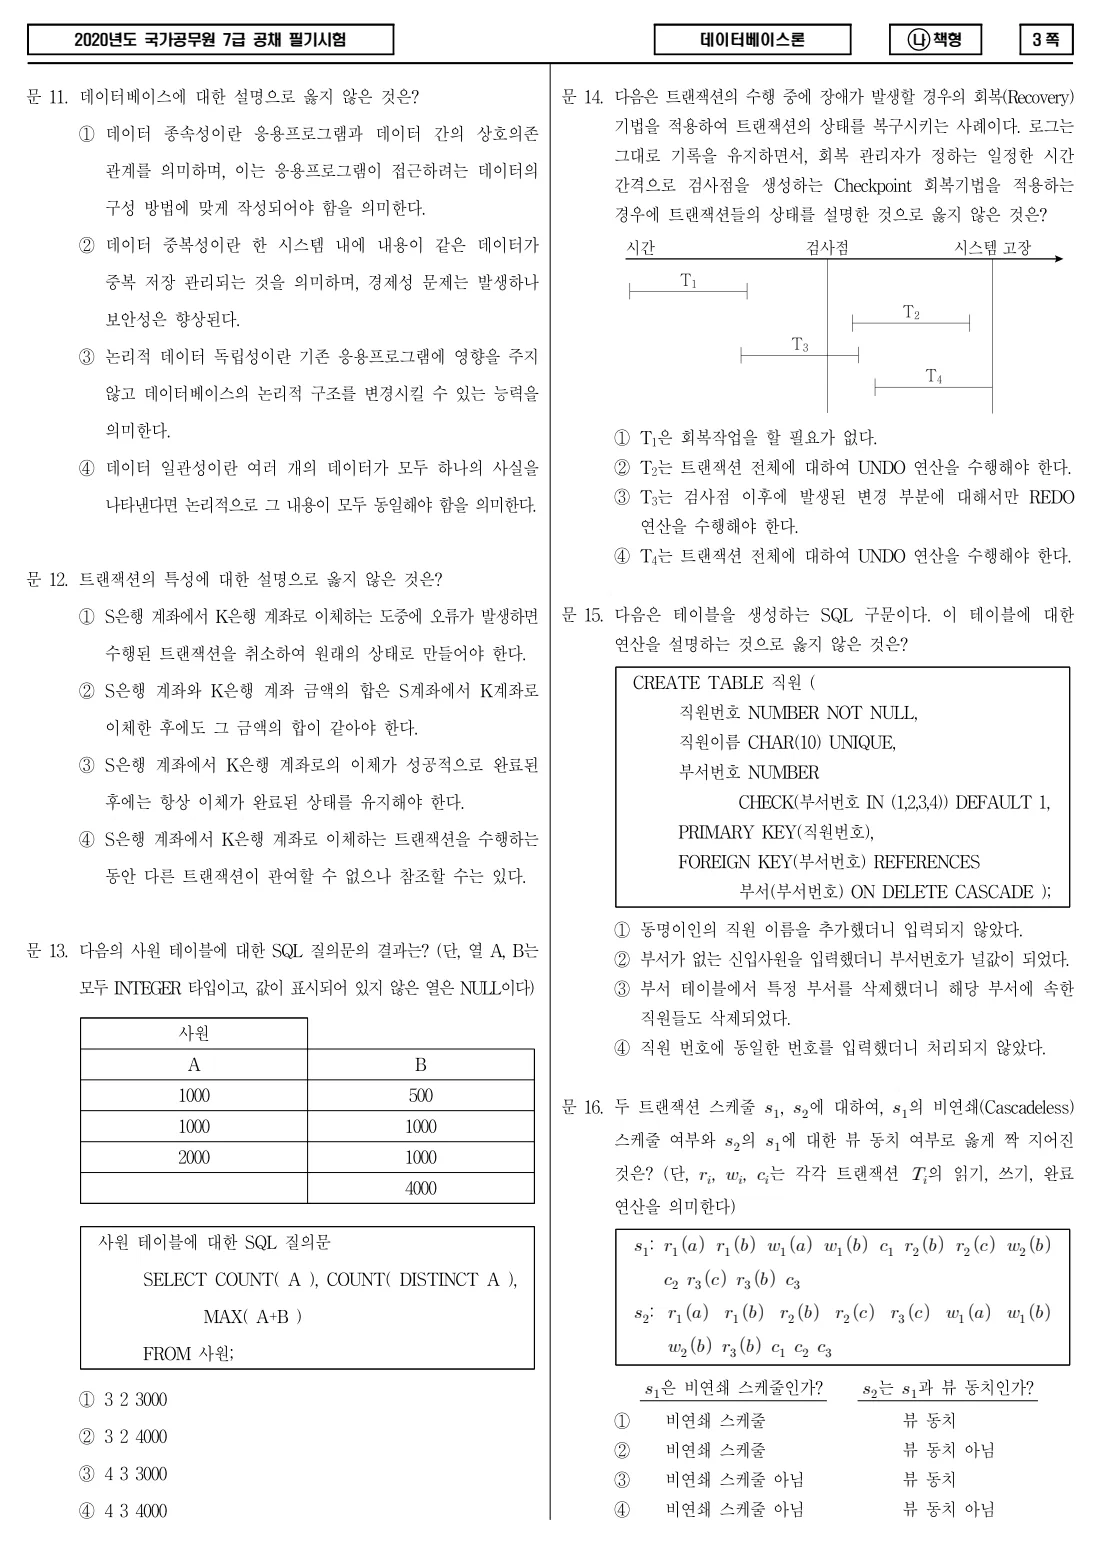 2020년도 국가공무원 7급 공채 필기시험
데이터베이스론
㉯ 책형
3 쪽
문 11. 데이터베이스에 대한 설명으로 옳지 않은 것은?
① 데이터 종속성이란 응용프로그램과 데이터 간의 상호의존
관계를 의미하며, 이는 응용프로그램이 접근하려는 데이터의
구성 방법에 맞게 작성되어야 함을 의미한다.
② 데이터 중복성이란 한 시스템 내에 내용이 같은 데이터가
중복 저장 관리되는 것을 의미하며, 경제성 문제는 발생하나
보안성은 향상된다.
③ 논리적 데이터 독립성이란 기존 응용프로그램에 영향을 주지
않고 데이터베이스의 논리적 구조를 변경시킬 수 있는 능력을
의미한다.
④ 데이터 일관성이란 여러 개의 데이터가 모두 하나의 사실을
나타낸다면 논리적으로 그 내용이 모두 동일해야 함을 의미한다.
문 12. 트랜잭션의 특성에 대한 설명으로 옳지 않은 것은?
① S은행 계좌에서 K은행 계좌로 이체하는 도중에 오류가 발생하면
수행된 트랜잭션을 취소하여 원래의 상태로 만들어야 한다.
② S은행 계좌와 K은행 계좌 금액의 합은 S계좌에서 K계좌로
이체한 후에도 그 금액의 합이 같아야 한다.
③ S은행 계좌에서 K은행 계좌로의 이체가 성공적으로 완료된
후에는 항상 이체가 완료된 상태를 유지해야 한다.
④ S은행 계좌에서 K은행 계좌로 이체하는 트랜잭션을 수행하는
동안 다른 트랜잭션이 관여할 수 없으나 참조할 수는 있다.
문 13. 다음의 사원 테이블에 대한 SQL 질의문의 결과는? (단, 열 A, B는
모두 INTEGER 타입이고, 값이 표시되어 있지 않은 열은 NULL이다)
사원
A B
1000 500
1000 1000
2000 1000
4000
사원 테이블에 대한 SQL 질의문
SELECT COUNT( A ), COUNT( DISTINCT A ),
MAX( A+B )
FROM 사원;
① 3 2 3000
② 3 2 4000
③ 4 3 3000
④ 4 3 4000
문 14. 다음은 트랜잭션의 수행 중에 장애가 발생할 경우의 회복(Recovery)
기법을 적용하여 트랜잭션의 상태를 복구시키는 사례이다. 로그는
그대로 기록을 유지하면서, 회복 관리자가 정하는 일정한 시간
간격으로 검사점을 생성하는 Checkpoint 회복기법을 적용하는
경우에 트랜잭션들의 상태를 설명한 것으로 옳지 않은 것은?
시간 검사점 시스템 고장
T₁
T₂
T₃
T₄
① T₁은 회복작업을 할 필요가 없다.
② T₂는 트랜잭션 전체에 대하여 UNDO 연산을 수행해야 한다.
③ T₃는 검사점 이후에 발생된 변경 부분에 대해서만 REDO
연산을 수행해야 한다.
④ T₄는 트랜잭션 전체에 대하여 UNDO 연산을 수행해야 한다.
문 15. 다음은 테이블을 생성하는 SQL 구문이다. 이 테이블에 대한
연산을 설명하는 것으로 옳지 않은 것은?
CREATE TABLE 직원 (
직원번호 NUMBER NOT NULL,
직원이름 CHAR(10) UNIQUE,
부서번호 NUMBER
CHECK(부서번호 IN (1,2,3,4)) DEFAULT 1,
PRIMARY KEY(직원번호),
FOREIGN KEY(부서번호) REFERENCES
부서(부서번호) ON DELETE CASCADE );
① 동명이인의 직원 이름을 추가했더니 입력되지 않았다.
② 부서가 없는 신입사원을 입력했더니 부서번호가 널값이 되었다.
③ 부서 테이블에서 특정 부서를 삭제했더니 해당 부서에 속한
직원들도 삭제되었다.
④ 직원 번호에 동일한 번호를 입력했더니 처리되지 않았다.
문 16. 두 트랜잭션 스케줄 s₁, s₂에 대하여, s₁의 비연쇄(Cascadeless)
스케줄 여부와 s₂의 s₁에 대한 뷰 동치 여부로 옳게 짝 지어진
것은? (단, rᵢ, wᵢ, cᵢ는 각각 트랜잭션 Tᵢ의 읽기, 쓰기, 완료
연산을 의미한다)
s₁: r₁(a) r₁(b) w₁(a) w₁(b) c₁ r₂(b) r₂(c) w₂(b)
c₂ r₃(c) r₃(b) c₃
s₂: r₁(a) r₁(b) r₂(b) r₂(c) r₃(c) w₁(a) w₁(b)
w₂(b) r₃(b) c₁ c₂ c₃
s₁은 비연쇄 스케줄인가? s₂는 s₁과 뷰 동치인가?
① 비연쇄 스케줄 뷰 동치
② 비연쇄 스케줄 뷰 동치 아님
③ 비연쇄 스케줄 아님 뷰 동치
④ 비연쇄 스케줄 아님 뷰 동치 아님